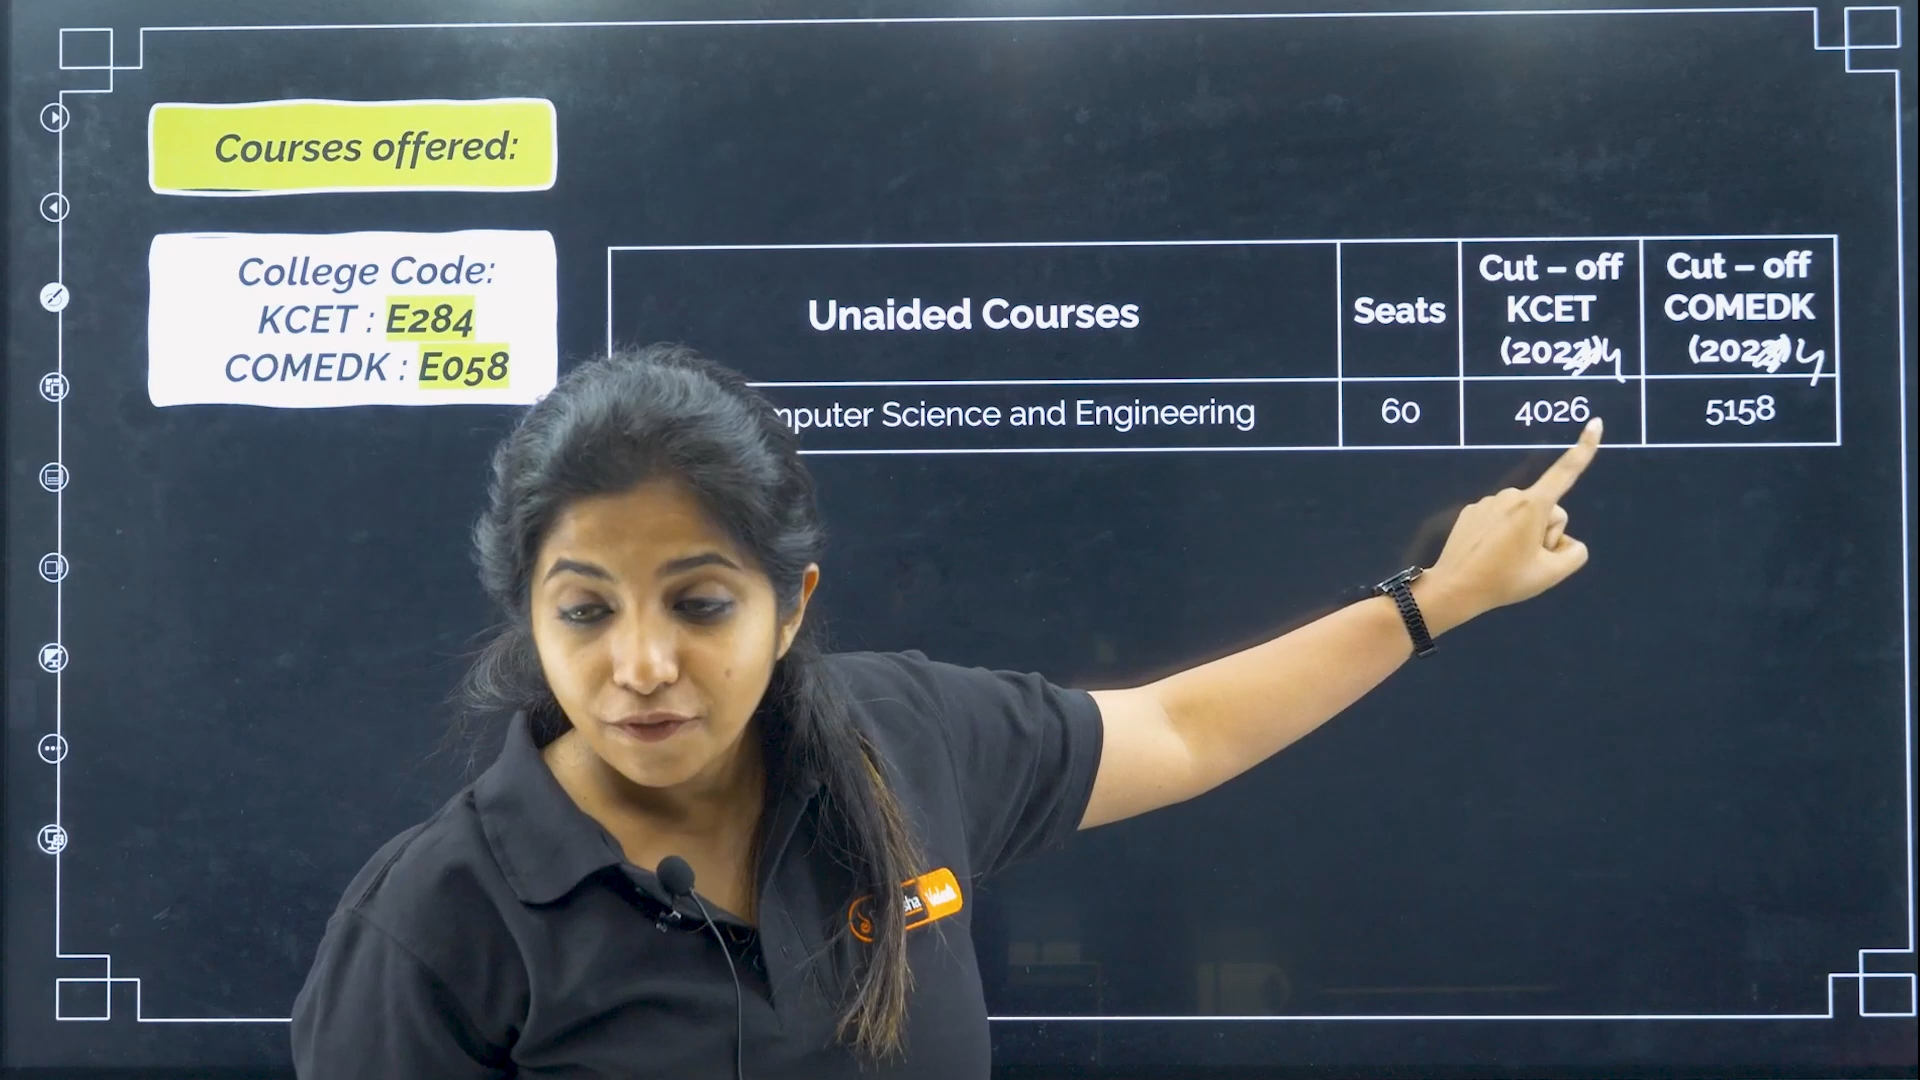 Courses offered:
College Code:
KCET : E284
COMEDK : E058
Unaided Courses
Seats
Cut – off
KCET
Cut – off
COMEDK
Science and Engineering
60
4026
5158